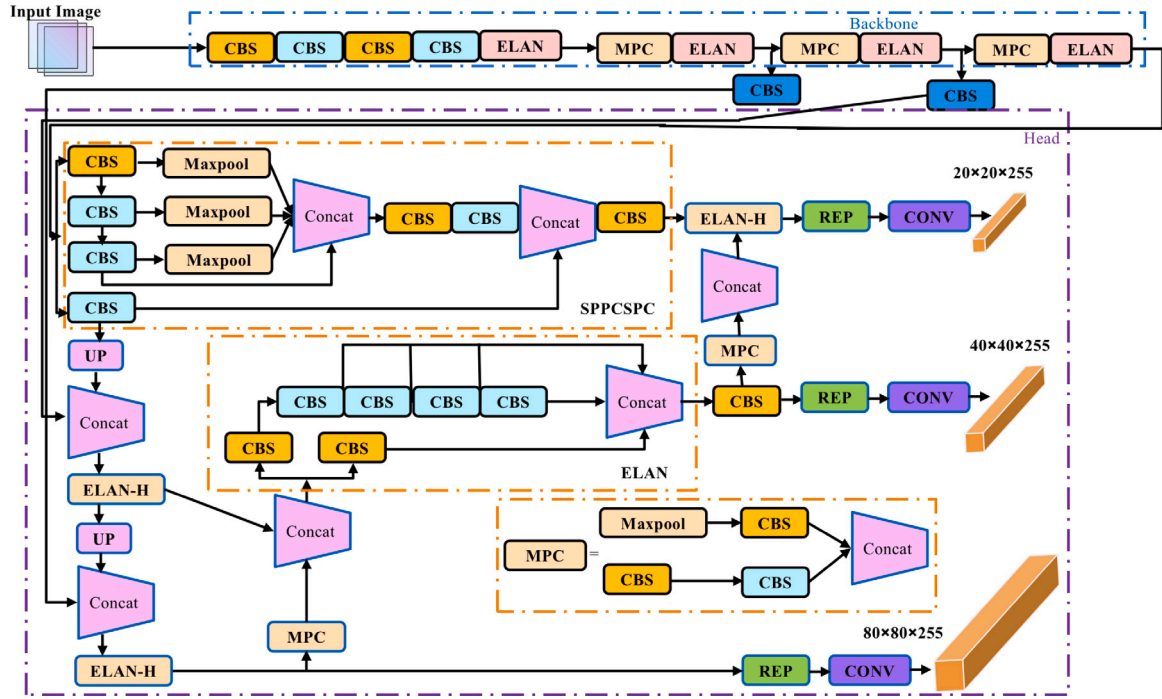 Input Image
Backbone
CBS CBS CBS CBS ELAN MPC ELAN MPC ELAN MPC ELAN
CBS CBS
Head
CBS Maxpool
CBS Maxpool Concat CBS CBS Concat CBS
CBS Maxpool
CBS
SPPCSPC
ELAN-H REP CONV
20×20×255
Concat
MPC
UP
Concat
CBS CBS CBS CBS Concat
CBS CBS
ELAN
CBS REP CONV
40×40×255
ELAN-H
Concat
UP
Concat
MPC
MPC =
Maxpool CBS
CBS CBS
Concat
ELAN-H
REP CONV
80×80×255